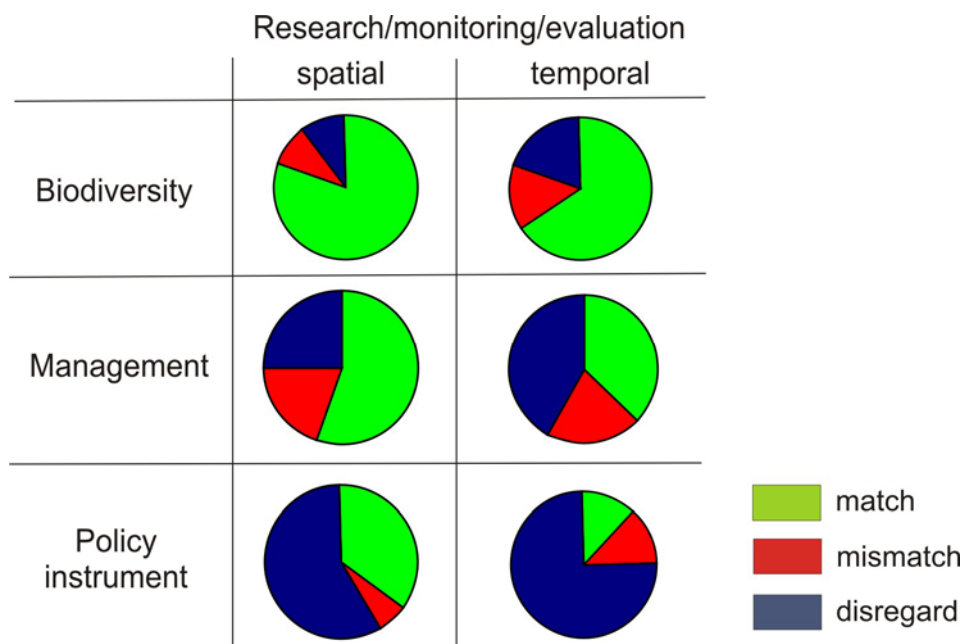 Research/monitoring/evaluation
spatial
temporal
Biodiversity
Management
Policy
instrument
match
mismatch
disregard